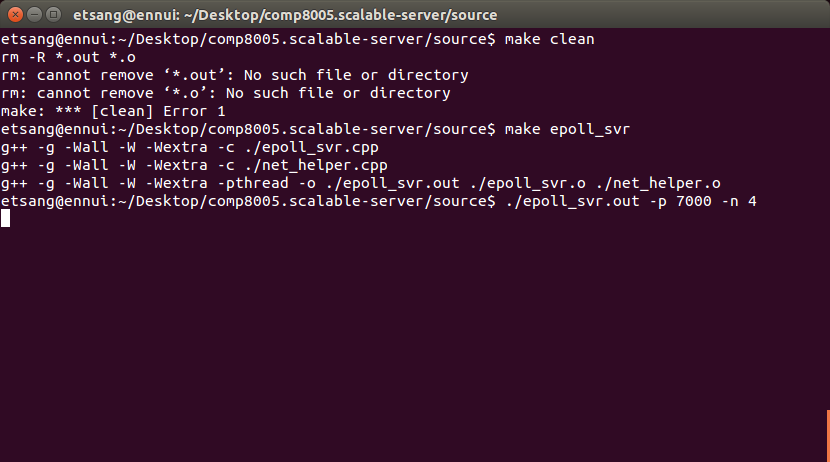 etsang@ennui: ~/Desktop/comp8005.scalable-server/source
etsang@ennui:~/Desktop/comp8005.scalable-server/source$ make clean
rm -R *.out *.o
rm: cannot remove ‘*.out’: No such file or directory
rm: cannot remove ‘*.o’: No such file or directory
make: *** [clean] Error 1
etsang@ennui:~/Desktop/comp8005.scalable-server/source$ make epoll_svr
g++ -g -Wall -W -Wextra -c ./epoll_svr.cpp
g++ -g -Wall -W -Wextra -c ./net_helper.cpp
g++ -g -Wall -W -Wextra -pthread -o ./epoll_svr.out ./epoll_svr.o ./net_helper.o
etsang@ennui:~/Desktop/comp8005.scalable-server/source$ ./epoll_svr.out -p 7000 -n 4